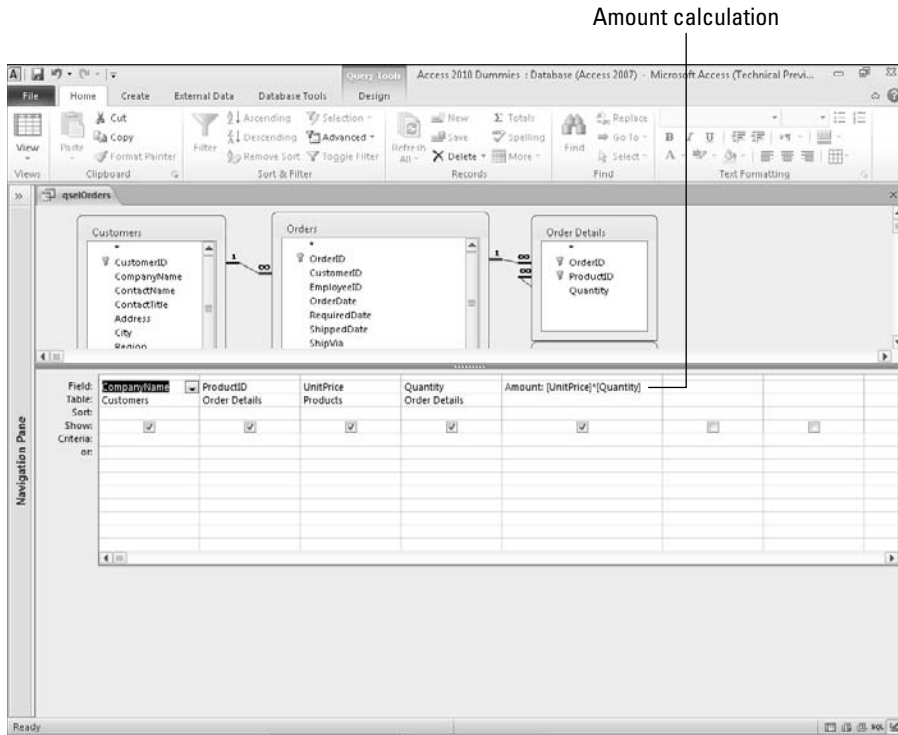 Amount calculation
Query Tools Access 2010 Dummies : Database (Access 2007) - Microsoft Access (Technical Previ...
File Home Create External Data Database Tools Design
View
Views
Paste
Cut
Copy
Format Painter
Clipboard
Filter
Ascending
Descending
Remove Sort
Selection
Advanced
Toggle Filter
Sort & Filter
Refresh
All
New
Save
Delete
Totals
Spelling
More
Records
Find
Replace
Go To
Select
Find
B I U
A
Text Formatting
qselOrders
Customers
*
CustomerID
CompanyName
ContactName
ContactTitle
Address
City
Region
1 ∞
Orders
*
OrderID
CustomerID
EmployeeID
OrderDate
RequiredDate
ShippedDate
ShipVia
1 ∞
∞
Order Details
*
OrderID
ProductID
Quantity
Navigation Pane
Field: CompanyName ProductID UnitPrice Quantity Amount: [UnitPrice]*[Quantity]
Table: Customers Order Details Products Order Details
Sort:
Show:
Criteria:
or:
Ready SQL